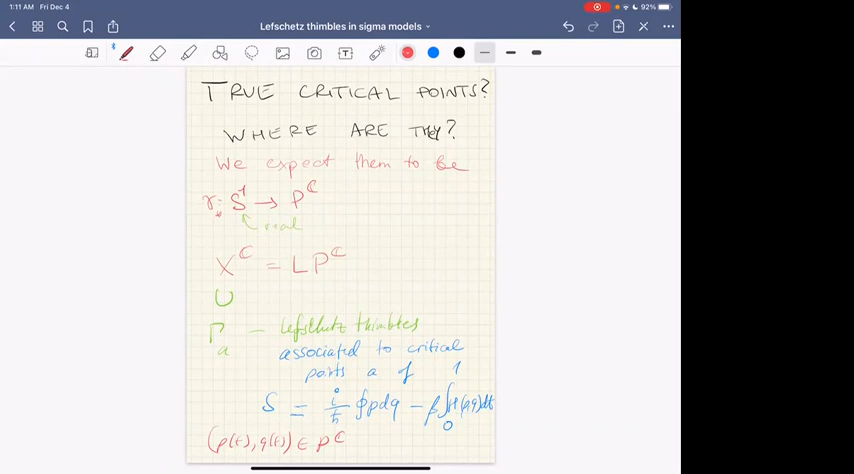 1:11 AM Fri Dec 4
92%
Lefschetz thimbles in sigma models
TRUE CRITICAL POINTS?
WHERE ARE THEY?
We expect them to be
γ: S¹ → P^ℂ
real
X^ℂ = LP^ℂ
∪
Γ_a — Lefschetz thimbles
associated to critical
points a of
S = i/ħ ∮pdq − β∫₀¹H(p,q)dt
(p(t), q(t)) ∈ P^ℂ